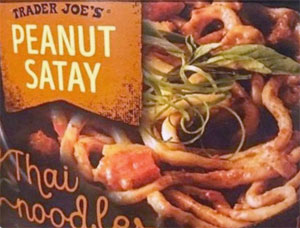 TRADER JOE'S
PEANUT
SATAY
Thai
noodles